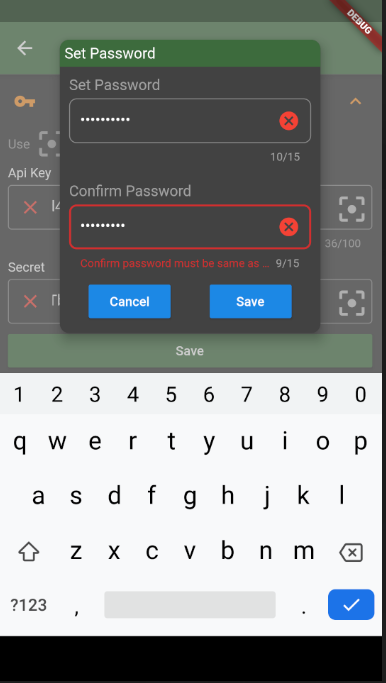 DEBUG
Set Password
Set Password
••••••••••
10/15
Use
Api Key
Confirm Password
•••••••••
36/100
Confirm password must be same as ... 9/15
Secret
Cancel Save
Save
1 2 3 4 5 6 7 8 9 0
q w e r t y u i o p
a s d f g h j k l
z x c v b n m
?123 , .